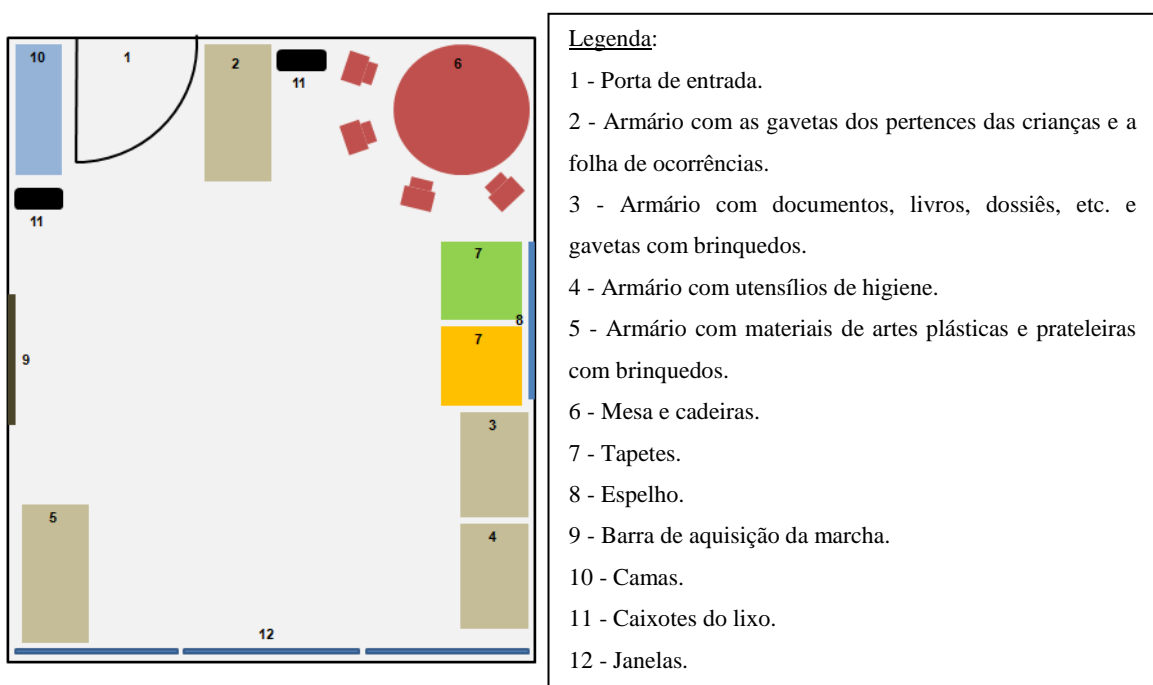 10
1
2
11
6
11
7
8
7
9
3
5
4
12
Legenda:
1 - Porta de entrada.
2 - Armário com as gavetas dos pertences das crianças e a
folha de ocorrências.
3 - Armário com documentos, livros, dossiês, etc. e
gavetas com brinquedos.
4 - Armário com utensílios de higiene.
5 - Armário com materiais de artes plásticas e prateleiras
com brinquedos.
6 - Mesa e cadeiras.
7 - Tapetes.
8 - Espelho.
9 - Barra de aquisição da marcha.
10 - Camas.
11 - Caixotes do lixo.
12 - Janelas.